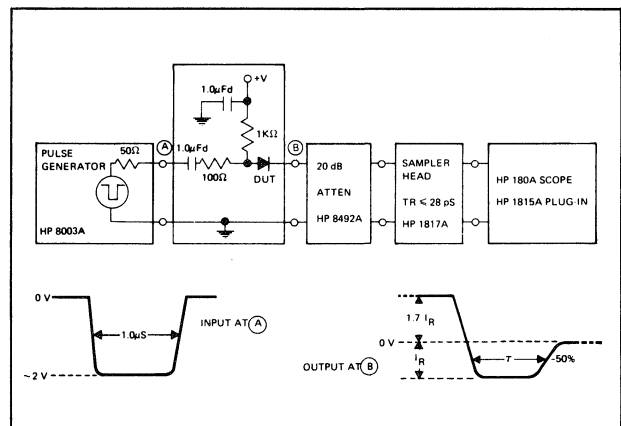 +V
1.0μFd
1KΩ
PULSE
GENERATOR
50Ω
HP 8003A
A
1.0μFd
100Ω
DUT
B
20 dB
ATTEN
HP 8492A
SAMPLER
HEAD
TR ≤ 28 pS
HP 1817A
HP 180A SCOPE
HP 1815A PLUG-IN
0 V
1.0μS
~2 V
INPUT AT A
1.7 IR
0 V
iR
τ
-50%
OUTPUT AT B